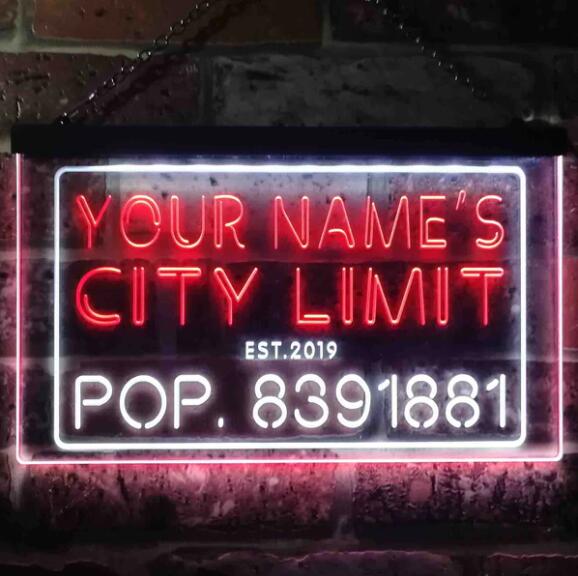 YOUR NAME'S
CITY LIMIT
EST.2019
POP. 8391881